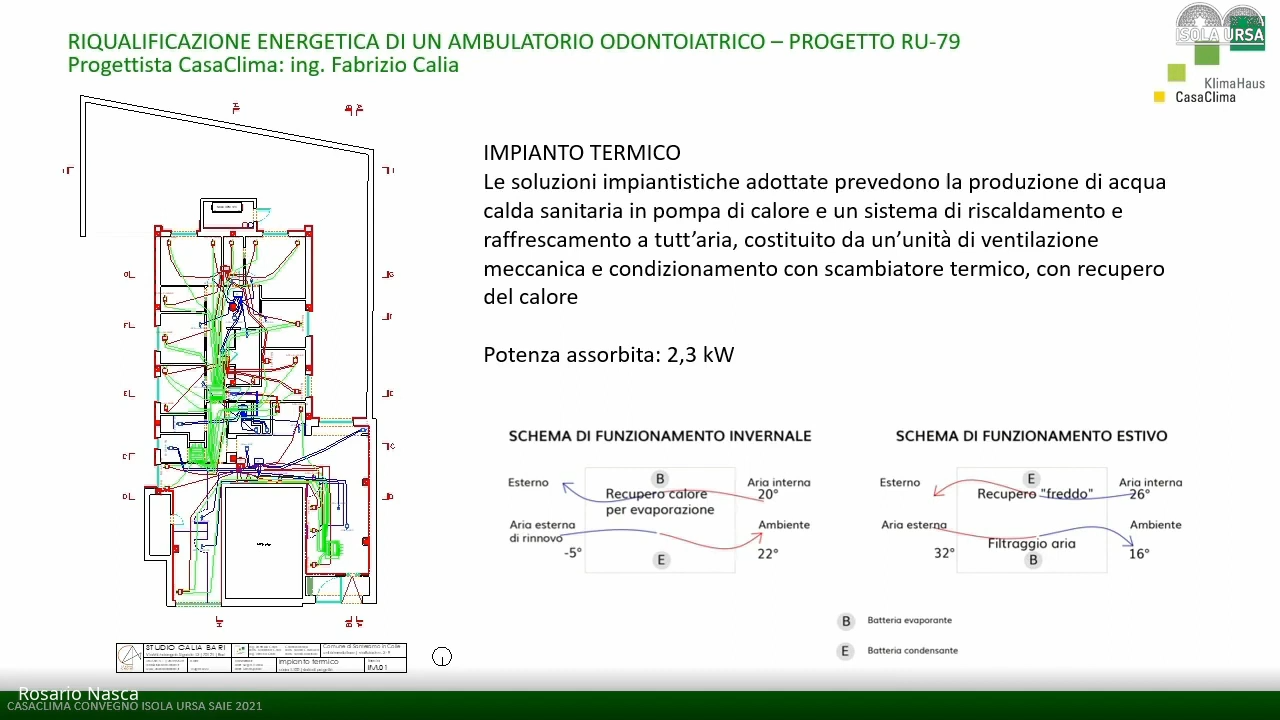 RIQUALIFICAZIONE ENERGETICA DI UN AMBULATORIO ODONTOIATRICO – PROGETTO RU-79
Progettista CasaClima: ing. Fabrizio Calia
ISOLA URSA
KlimaHaus
CasaClima
IMPIANTO TERMICO
Le soluzioni impiantistiche adottate prevedono la produzione di acqua
calda sanitaria in pompa di calore e un sistema di riscaldamento e
raffrescamento a tutt’aria, costituito da un’unità di ventilazione
meccanica e condizionamento con scambiatore termico, con recupero
del calore
Potenza assorbita: 2,3 kW
SCHEMA DI FUNZIONAMENTO INVERNALE
Esterno
B
Recupero calore
per evaporazione
Aria interna
20°
Aria esterna
di rinnovo
-5°
E
Ambiente
22°
SCHEMA DI FUNZIONAMENTO ESTIVO
Esterno
E
Recupero "freddo"
Aria interna
26°
Aria esterna
32°
Filtraggio aria
B
Ambiente
16°
B Batteria evaporante
E Batteria condensante
STUDIO CALIA BARI
impianto termico
Rosario Nasca
CASACLIMA CONVEGNO ISOLA URSA SAIE 2021